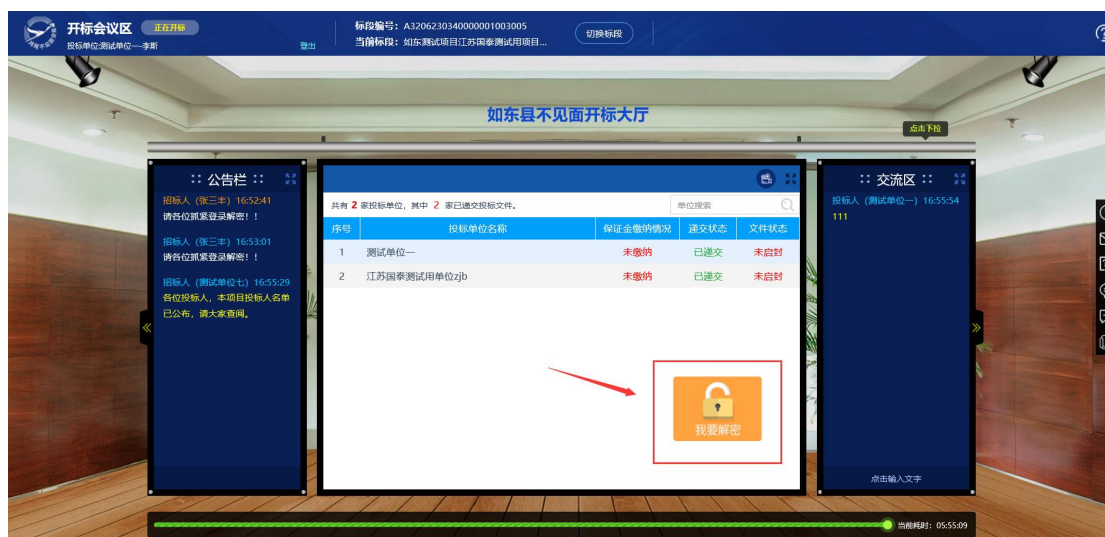 开标会议区 正在开标
投标单位:测试单位一--李斯
登出
标段编号：A3206230340000001003005
当前标段：如东测试项目江苏国泰测试用项目...
切换标段
如东县不见面开标大厅
点击下拉
:: 公告栏 ::
招标人（张三丰）16:52:41
请各位抓紧登录解密！！
招标人（张三丰）16:53:01
请各位抓紧登录解密！！
招标人（测试单位七）16:55:29
各位投标人，本项目投标人名单
已公布，请大家查阅。
共有 2 家投标单位，其中 2 家已递交投标文件。
单位搜索
序号 投标单位名称 保证金缴纳情况 递交状态 文件状态
1 测试单位一 未缴纳 已递交 未启封
2 江苏国泰测试用单位zjb 未缴纳 已递交 未启封
我要解密
:: 交流区 ::
投标人（测试单位一）16:55:54
111
点击输入文字
当前耗时：05:55:09